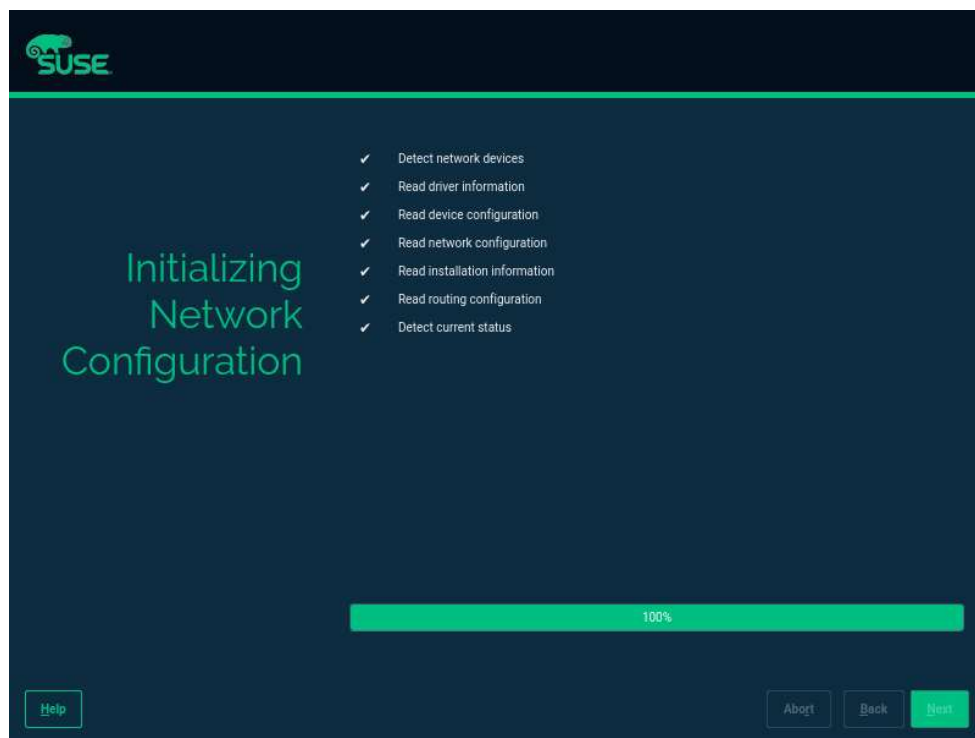 SUSE
Initializing
Network
Configuration
✔ Detect network devices
✔ Read driver information
✔ Read device configuration
✔ Read network configuration
✔ Read installation information
✔ Read routing configuration
✔ Detect current status
100%
Help
Abort
Back
Next